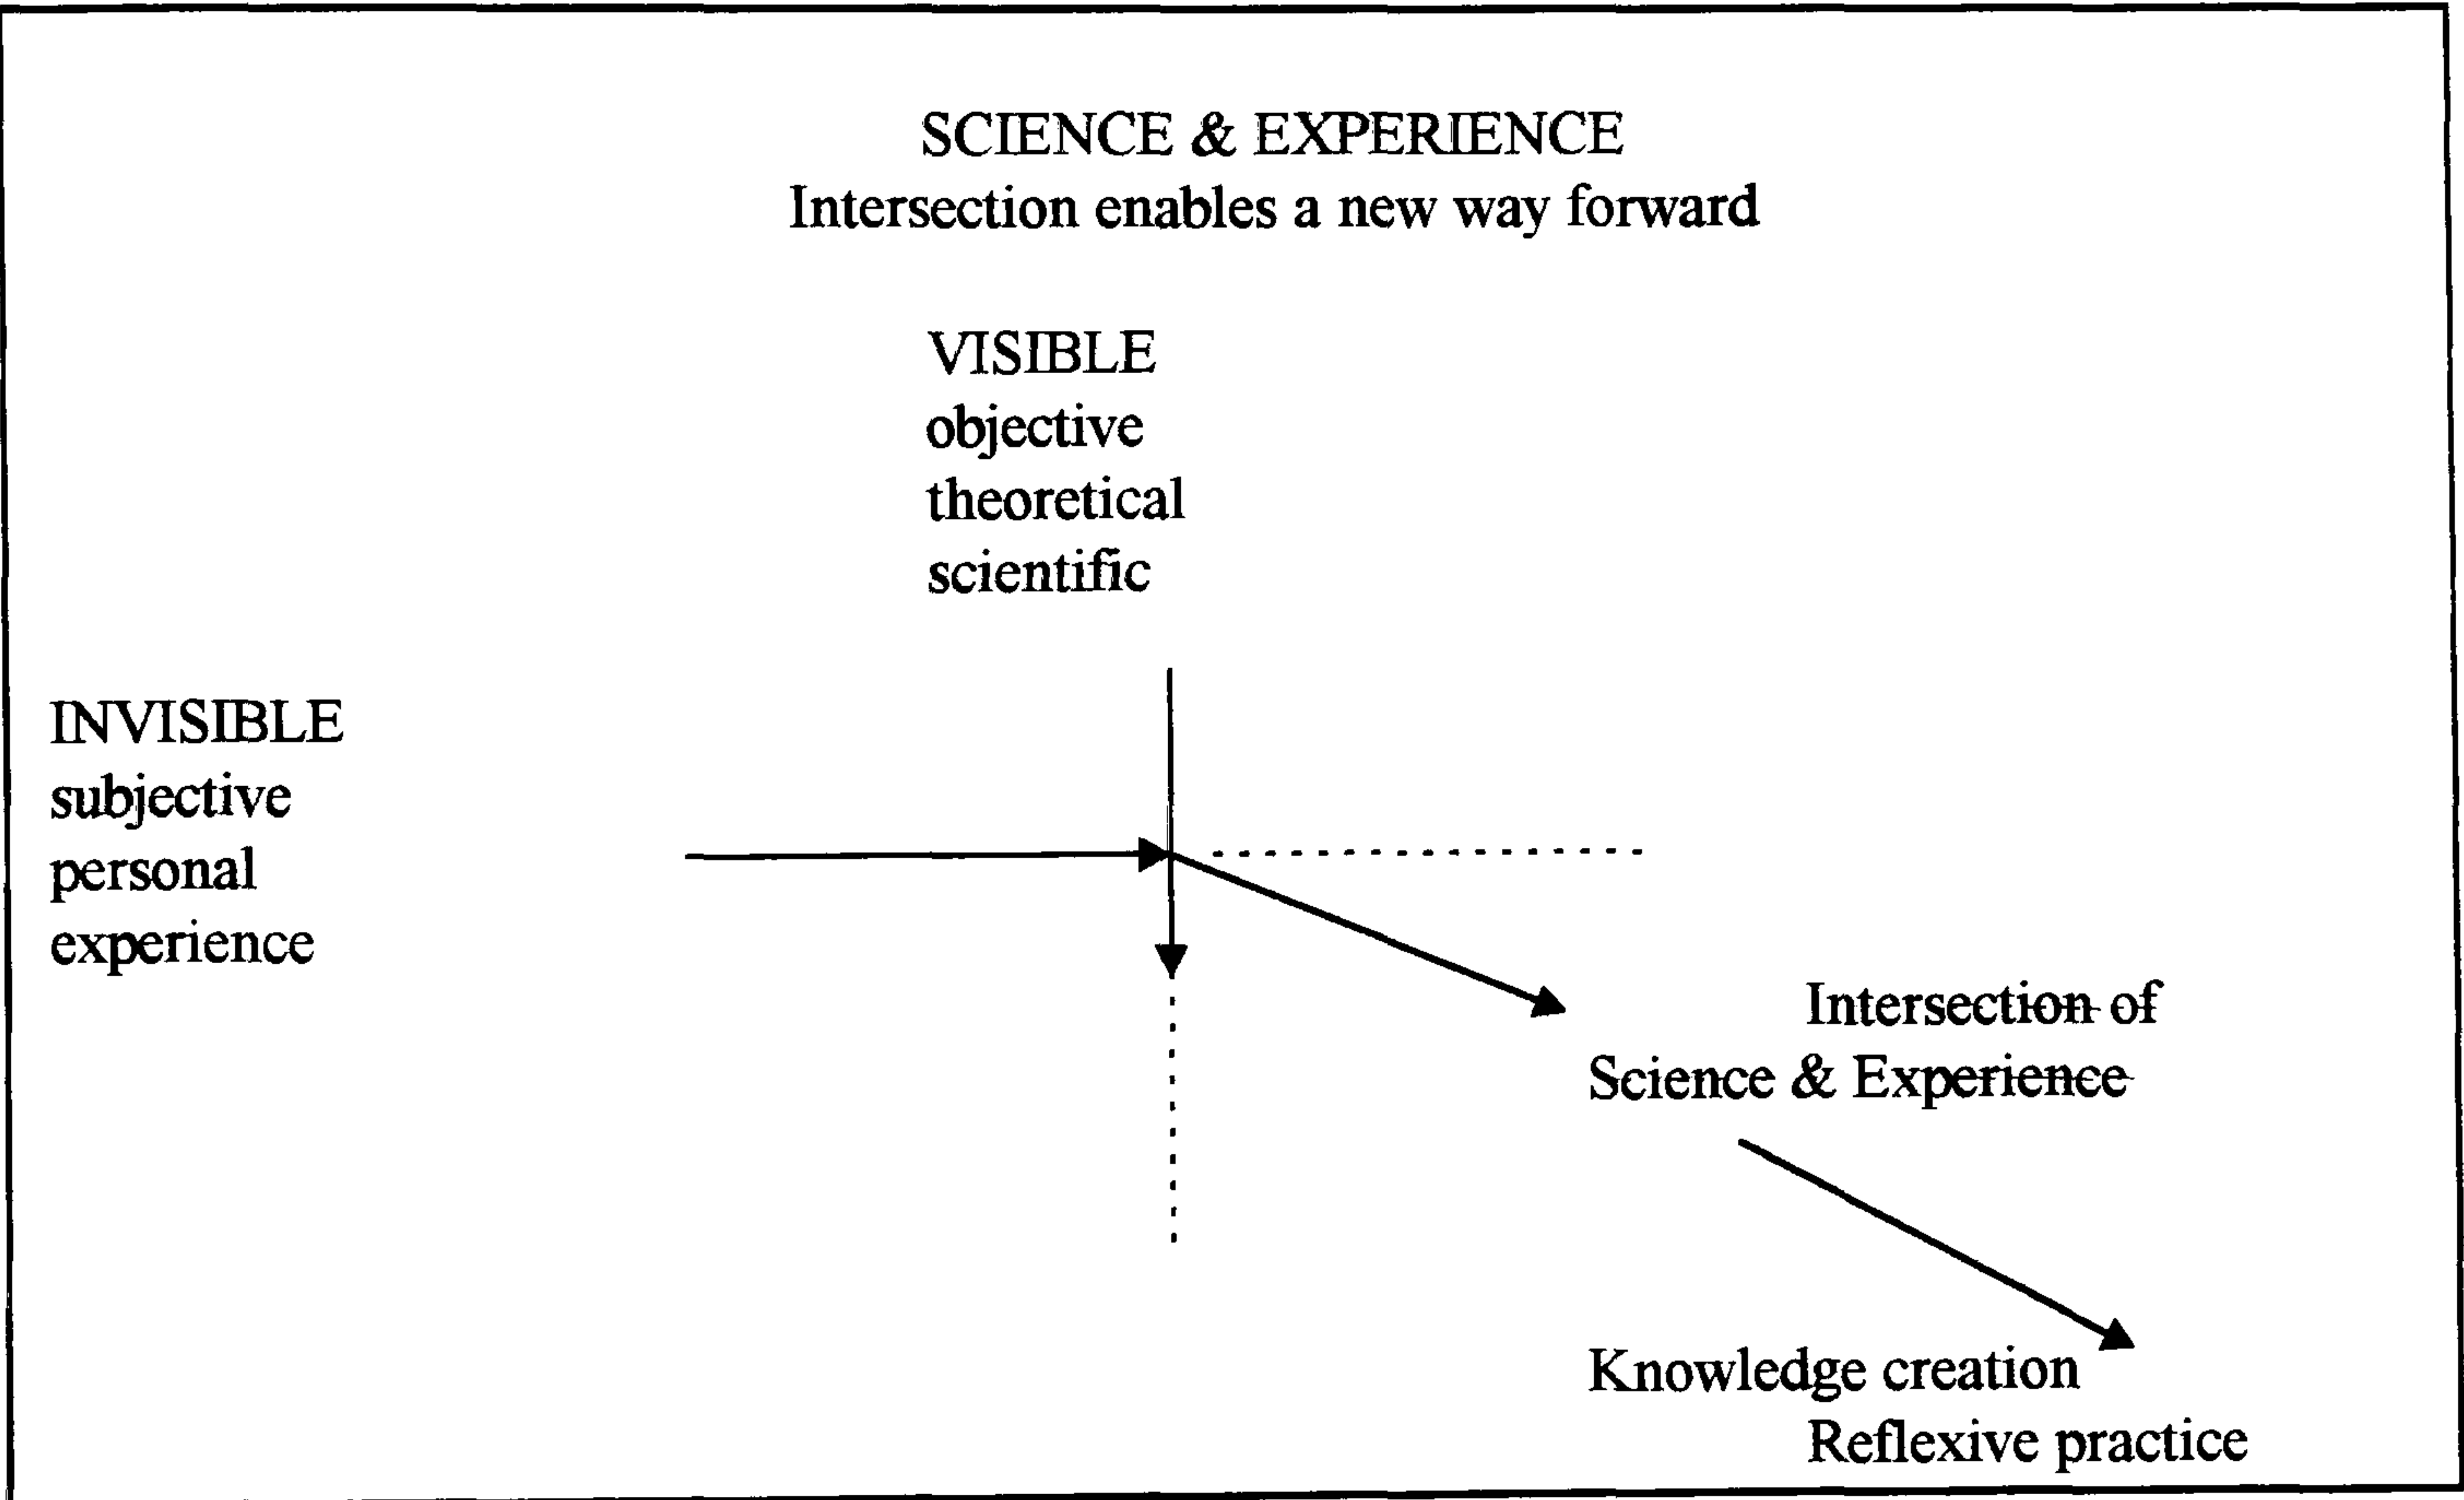 SCIENCE & EXPERIENCE
Intersection enables a new way forward
VISIBLE
objective
theoretical
scientific
INVISIBLE
subjective
personal
experience
Intersection of
Science & Experience
Knowledge creation
Reflexive practice